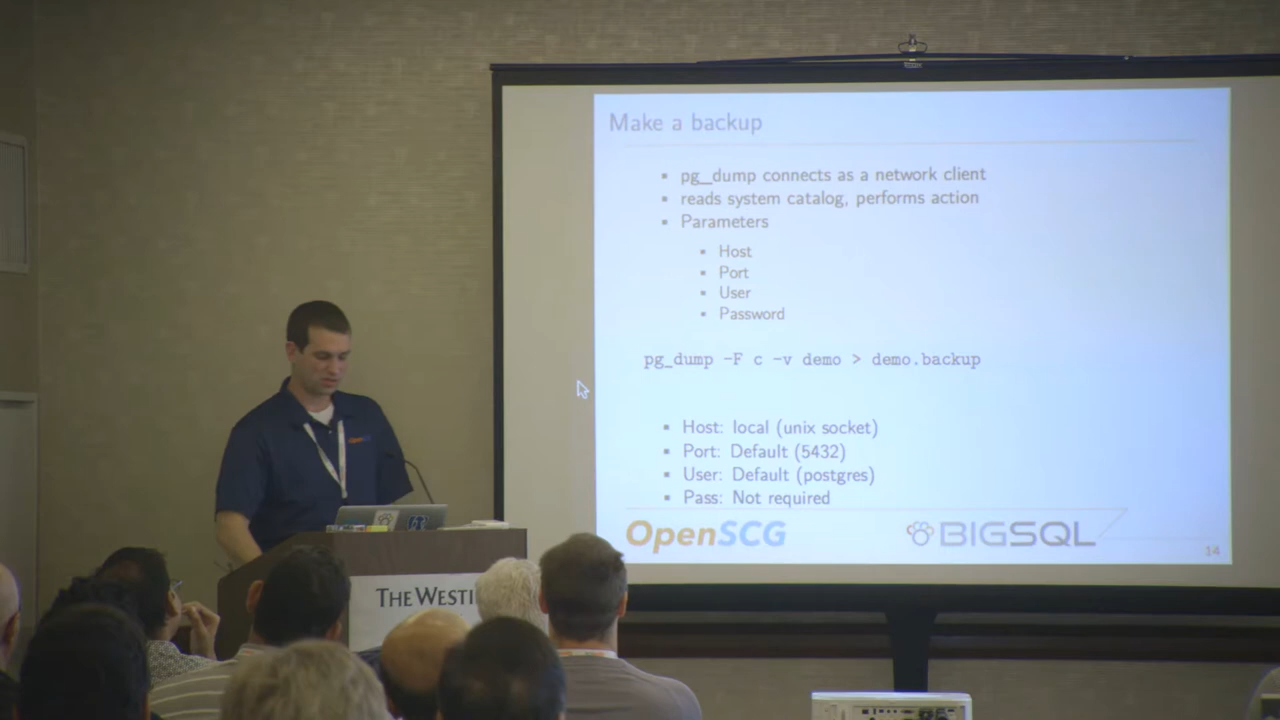 Make a backup
pg_dump connects as a network client
reads system catalog, performs action
Parameters
Host
Port
User
Password
pg_dump -F c -v demo > demo.backup
Host: local (unix socket)
Port: Default (5432)
User: Default (postgres)
Pass: Not required
OpenSCG
BIGSQL
14
OpenSCG
THE WESTI